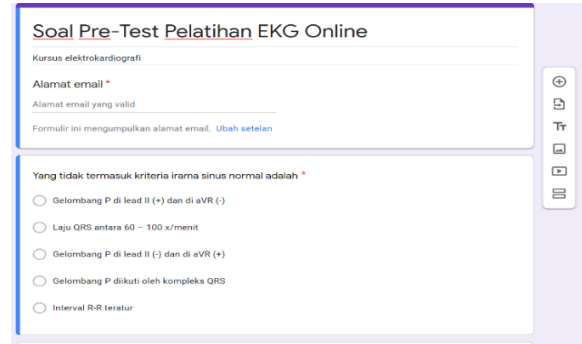 Soal Pre-Test Pelatihan EKG Online
Kursus elektrokardiografi
Alamat email *
Alamat email yang valid
Formulir ini mengumpulkan alamat email. Ubah setelan
Yang tidak termasuk kriteria irama sinus normal adalah *
Gelombang P di lead II (+) dan di aVR (-)
Laju QRS antara 60 – 100 x/menit
Gelombang P di lead II (-) dan di aVR (+)
Gelombang P diikuti oleh kompleks QRS
Interval R-R teratur